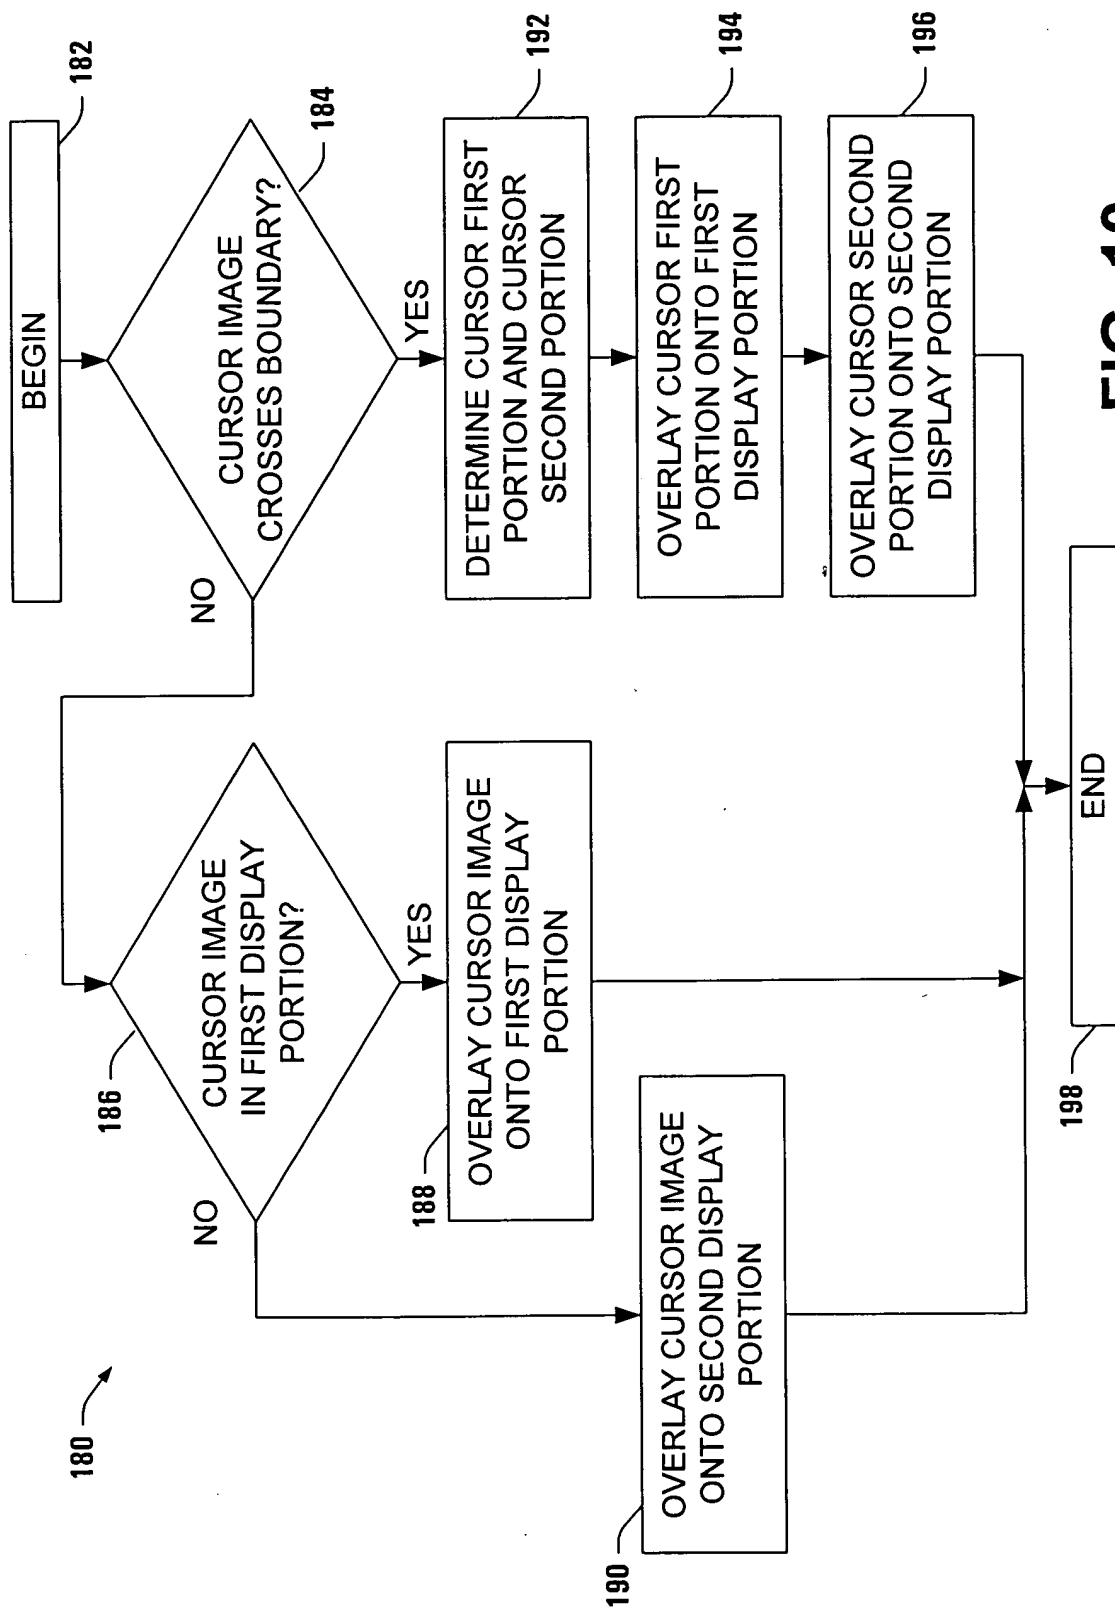 180
BEGIN
182
CURSOR IMAGE
CROSSES BOUNDARY?
184
NO
YES
186
CURSOR IMAGE
IN FIRST DISPLAY
PORTION?
NO
YES
188
OVERLAY CURSOR IMAGE
ONTO FIRST DISPLAY
PORTION
190
OVERLAY CURSOR IMAGE
ONTO SECOND DISPLAY
PORTION
DETERMINE CURSOR FIRST
PORTION AND CURSOR
SECOND PORTION
192
OVERLAY CURSOR FIRST
PORTION ONTO FIRST
DISPLAY PORTION
194
OVERLAY CURSOR SECOND
PORTION ONTO SECOND
DISPLAY PORTION
196
198
END
FIG.